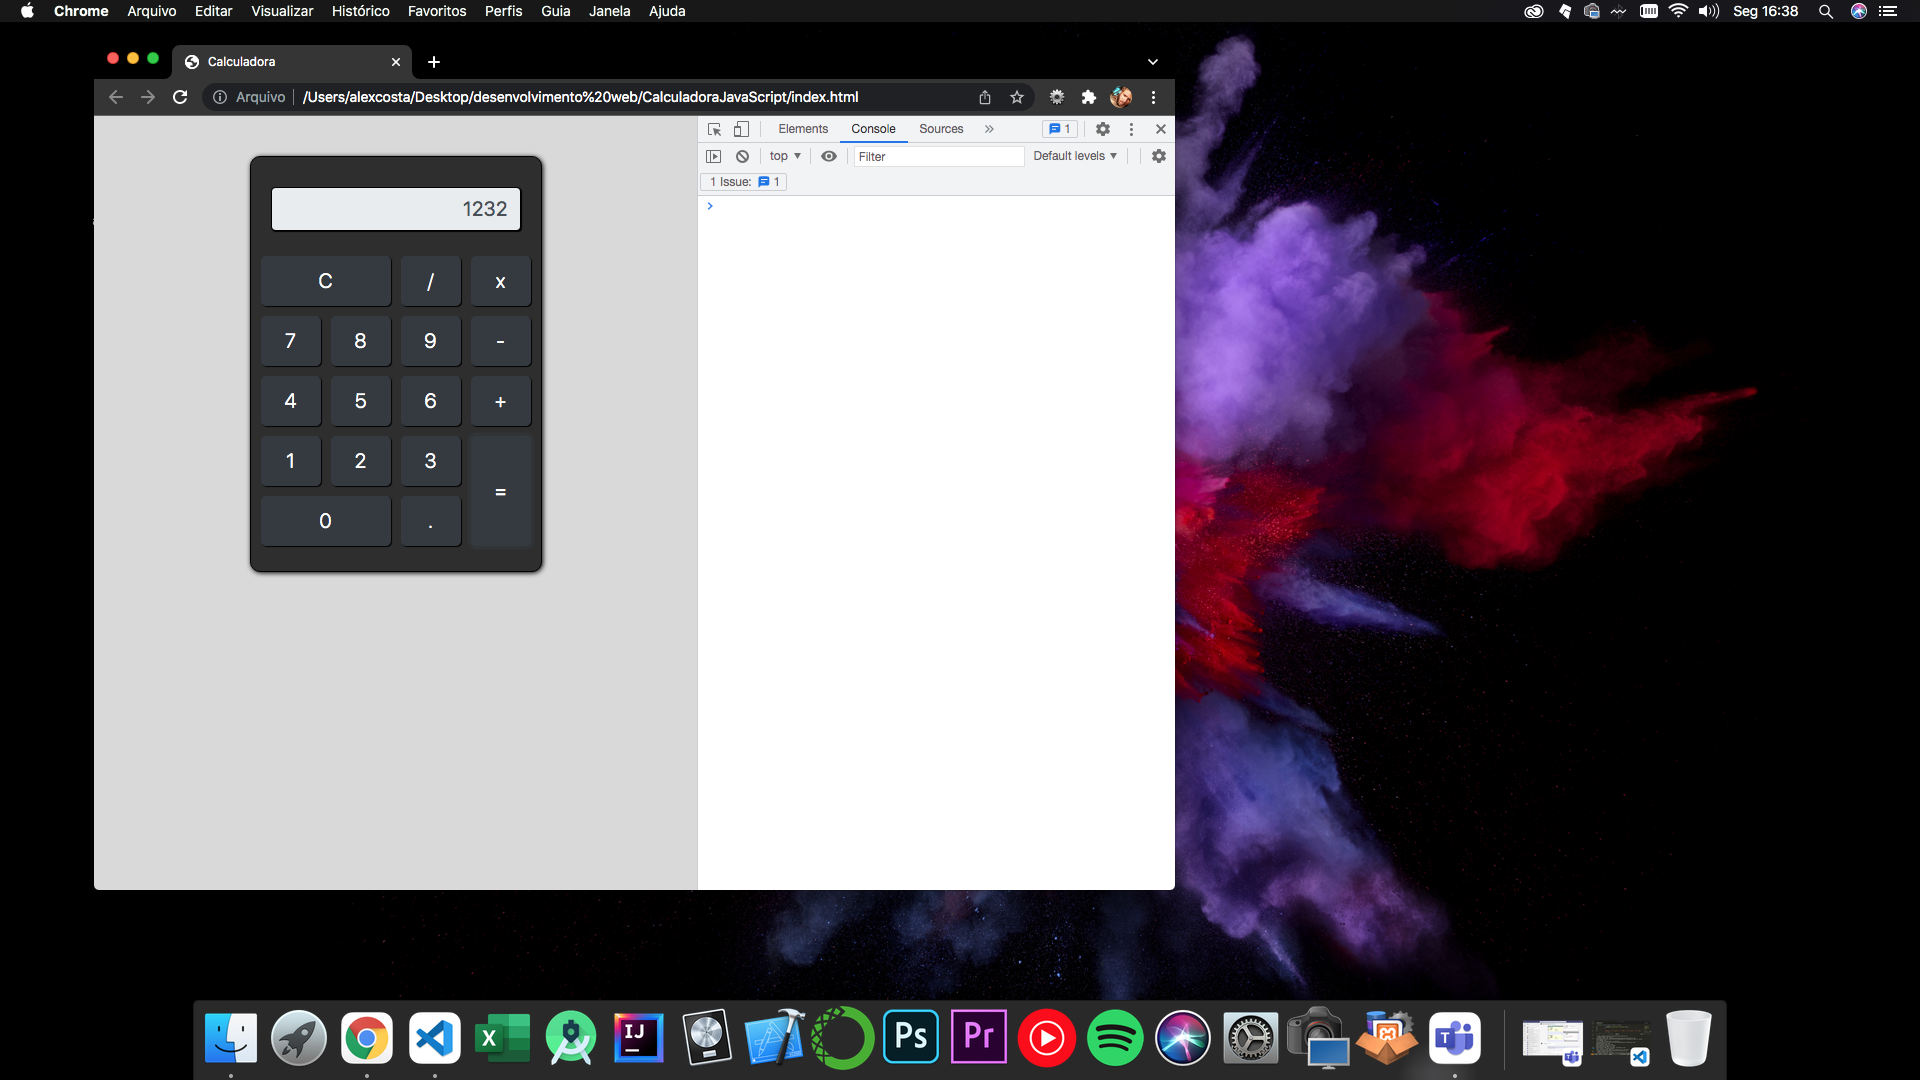 Chrome Arquivo Editar Visualizar Histórico Favoritos Perfis Guia Janela Ajuda Seg 16:38
Calculadora
Arquivo /Users/alexcosta/Desktop/desenvolvimento%20web/CalculadoraJavaScript/index.html
Elements Console Sources 1
top Filter Default levels
1 Issue: 1
1232
C / x
7 8 9 -
4 5 6 +
1 2 3 =
0 .
IJ Ps Pr